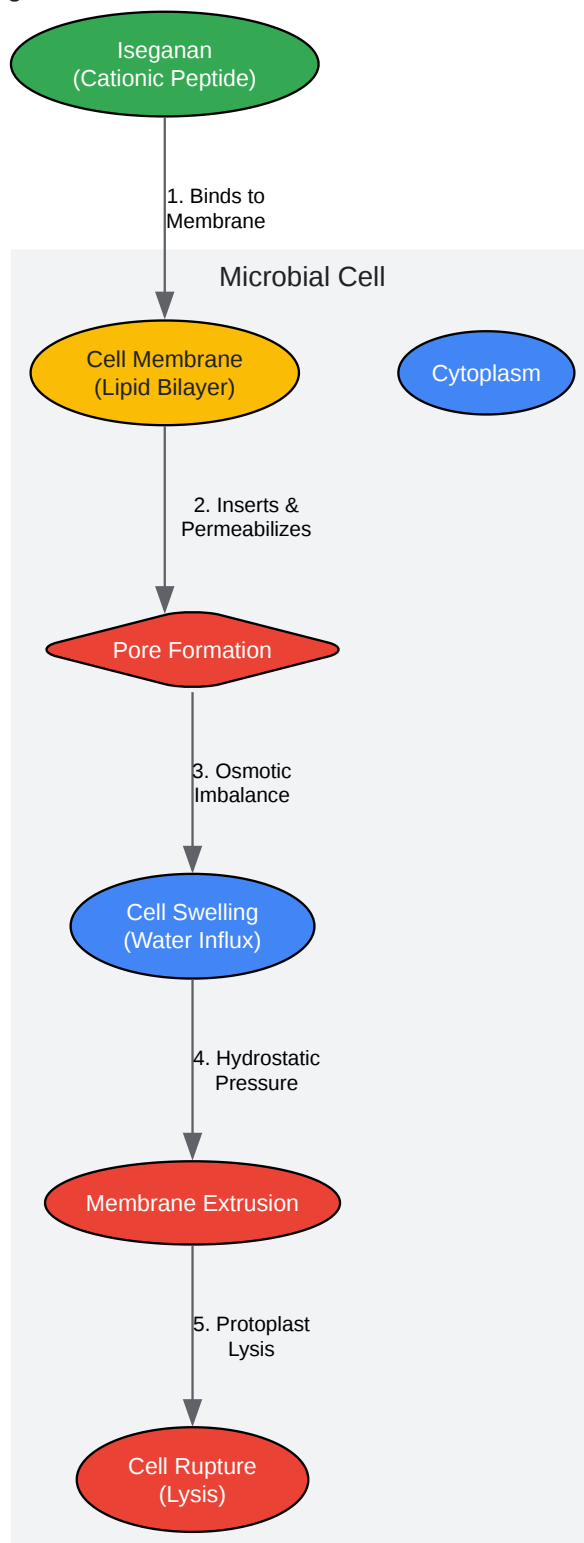 Iseganan
(Cationic Peptide)
1. Binds to
Membrane
Microbial Cell
Cell Membrane
(Lipid Bilayer)
Cytoplasm
2. Inserts &
Permeabilizes
Pore Formation
3. Osmotic
Imbalance
Cell Swelling
(Water Influx)
4. Hydrostatic
Pressure
Membrane Extrusion
5. Protoplast
Lysis
Cell Rupture
(Lysis)